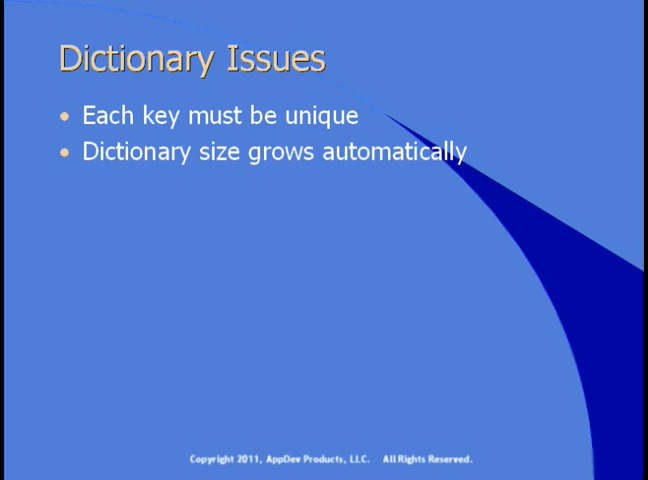 Dictionary Issues
• Each key must be unique
• Dictionary size grows automatically
Copyright 2011, AppDev Products, LLC. All Rights Reserved.